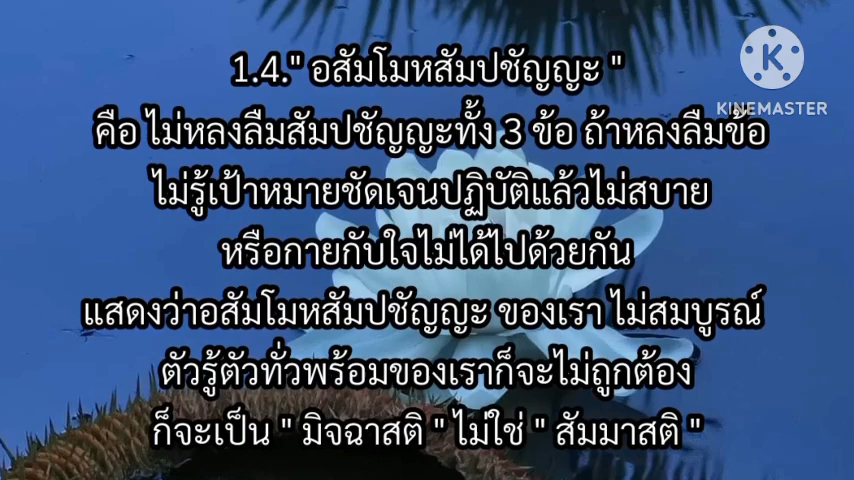 1.4." อสัมโมหสัมปชัญญะ "
คือ ไม่หลงลืมสัมปชัญญะทั้ง 3 ข้อ ถ้าหลงลืมข้อ
ไม่รู้เป้าหมายชัดเจนปฏิบัติแล้วไม่สบาย
หรือกายกับใจไม่ได้ไปด้วยกัน
แสดงว่าอสัมโมหสัมปชัญญะ ของเรา ไม่สมบูรณ์
ตัวรู้ตัวทั่วพร้อมของเราก็จะไม่ถูกต้อง
ก็จะเป็น " มิจฉาสติ " ไม่ใช่ " สัมมาสติ "
K
KINEMASTER